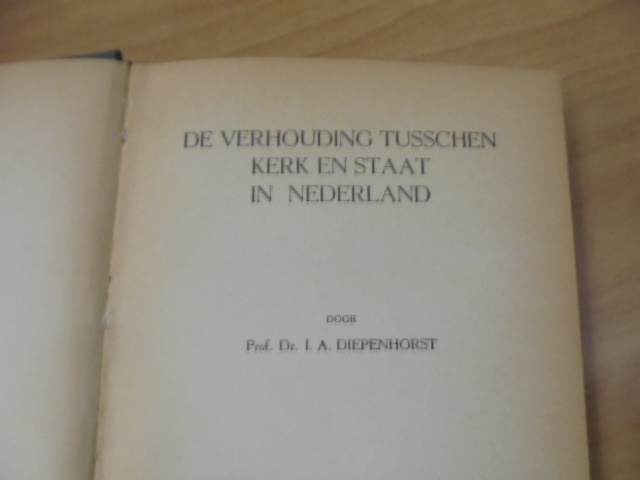 DE VERHOUDING TUSSCHEN
KERK EN STAAT
IN NEDERLAND
DOOR
Prof. Dr. I. A. DIEPENHORST